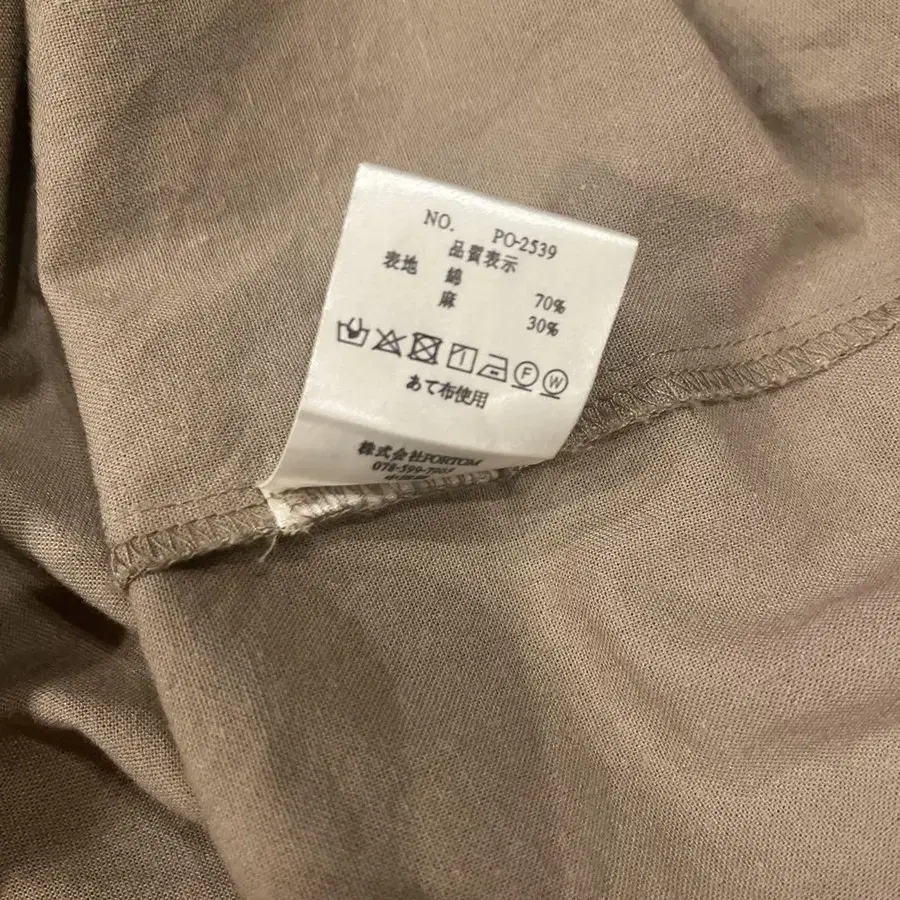 NO. PO-2539
品質表示
表地 綿 70%
麻 30%
F W
あて布使用
株式会社FORTOM